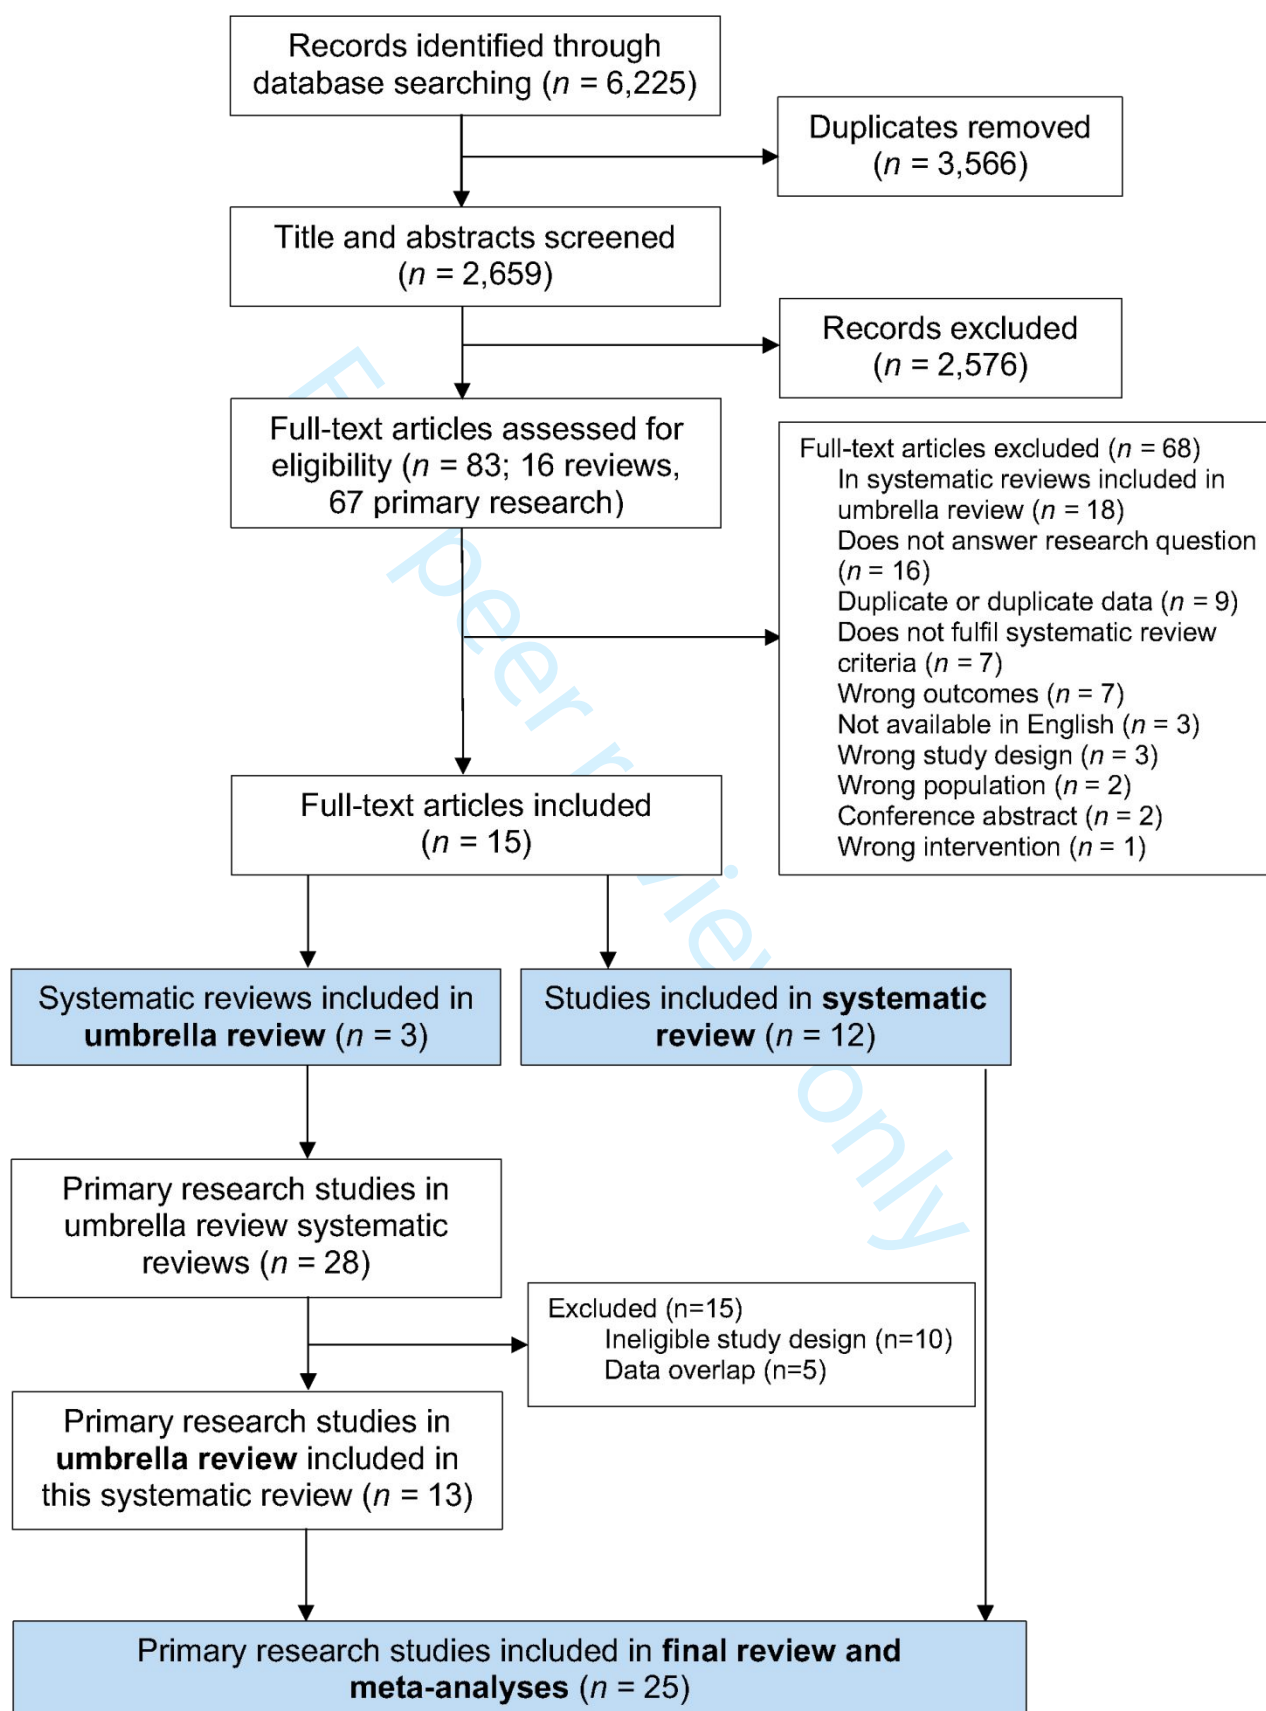 Records identified through
database searching (n = 6,225)
Duplicates removed
(n = 3,566)
Title and abstracts screened
(n = 2,659)
Records excluded
(n = 2,576)
Full-text articles assessed for
eligibility (n = 83; 16 reviews,
67 primary research)
Full-text articles excluded (n = 68)
In systematic reviews included in
umbrella review (n = 18)
Does not answer research question
(n = 16)
Duplicate or duplicate data (n = 9)
Does not fulfil systematic review
criteria (n = 7)
Wrong outcomes (n = 7)
Not available in English (n = 3)
Wrong study design (n = 3)
Wrong population (n = 2)
Conference abstract (n = 2)
Wrong intervention (n = 1)
Full-text articles included
(n = 15)
Systematic reviews included in
umbrella review (n = 3)
Studies included in systematic
review (n = 12)
Primary research studies in
umbrella review systematic
reviews (n = 28)
Excluded (n=15)
Ineligible study design (n=10)
Data overlap (n=5)
Primary research studies in
umbrella review included in
this systematic review (n = 13)
Primary research studies included in final review and
meta-analyses (n = 25)
peer review only